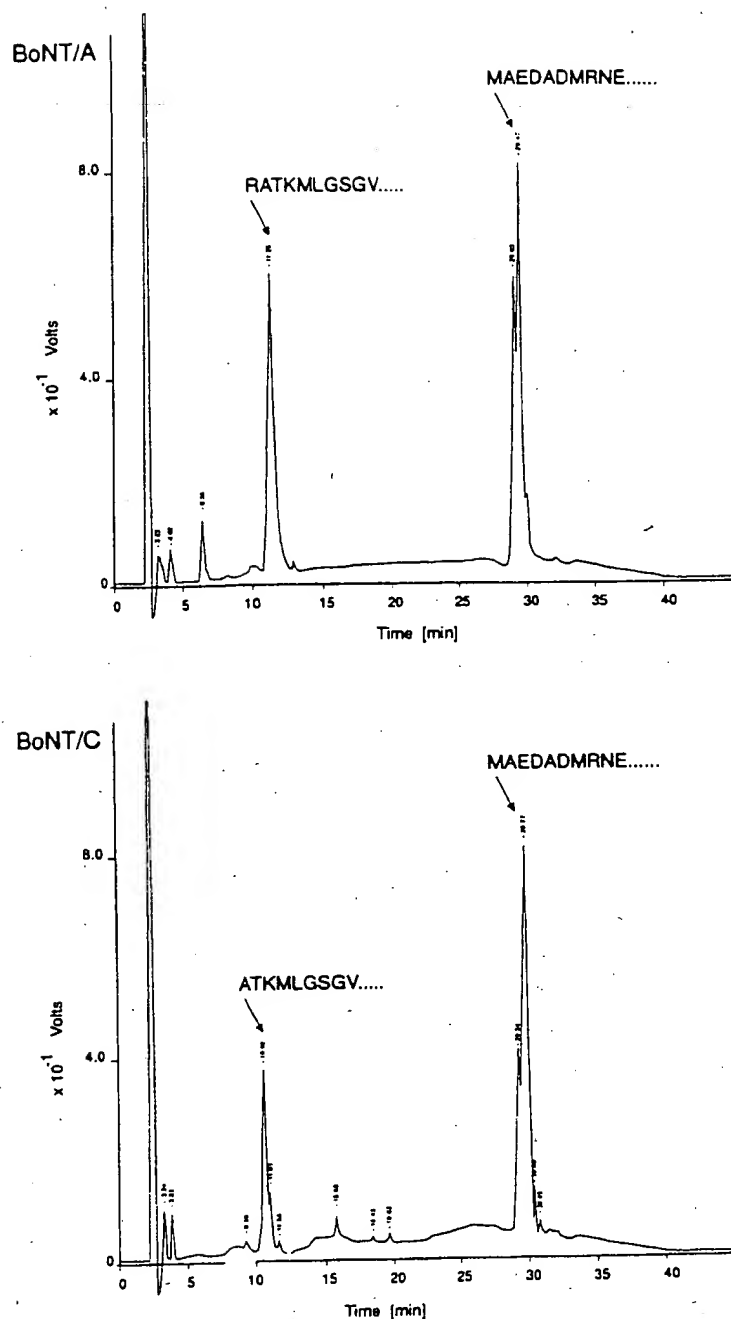 BoNT/A
MAEDADMRNE......
8.0
RATKMLGSGV.....
x 10⁻¹ Volts
4.0
0
0 5 10 15 20 25 30 35 40
Time [min]
BoNT/C
MAEDADMRNE......
8.0
ATKMLGSGV.....
x 10⁻¹ Volts
4.0
0
0 5 10 15 20 25 30 35 40
Time [min]